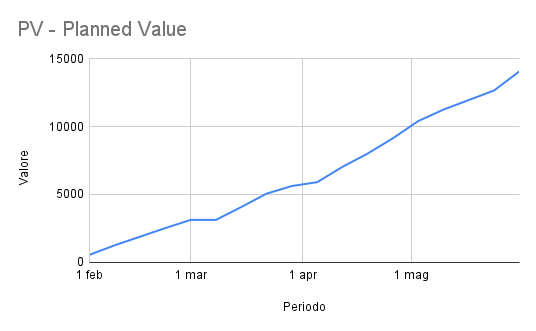 PV - Planned Value
15000
10000
5000
0
Valore
1 feb 1 mar 1 apr 1 mag
Periodo